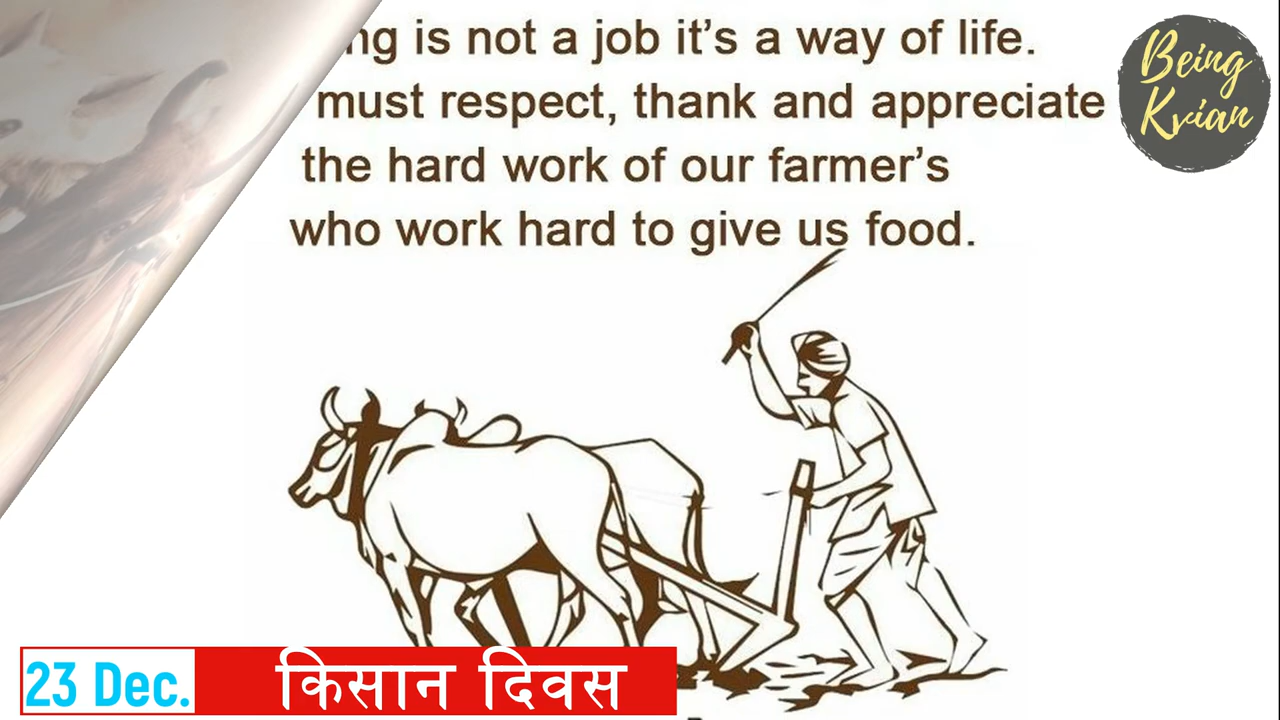 ng is not a job it's a way of life.
must respect, thank and appreciate
the hard work of our farmer's
who work hard to give us food.
Being
Kvian
23 Dec. किसान दिवस